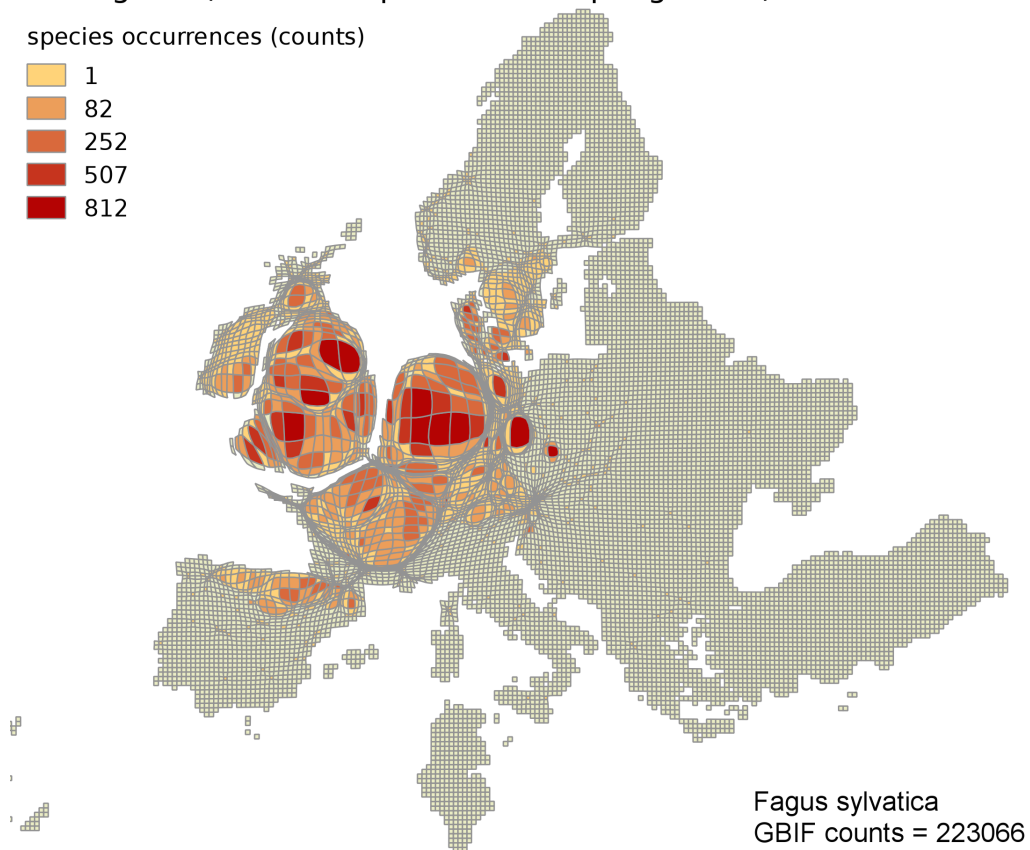 species occurrences (counts)
1
82
252
507
812
Fagus sylvatica
GBIF counts = 223066